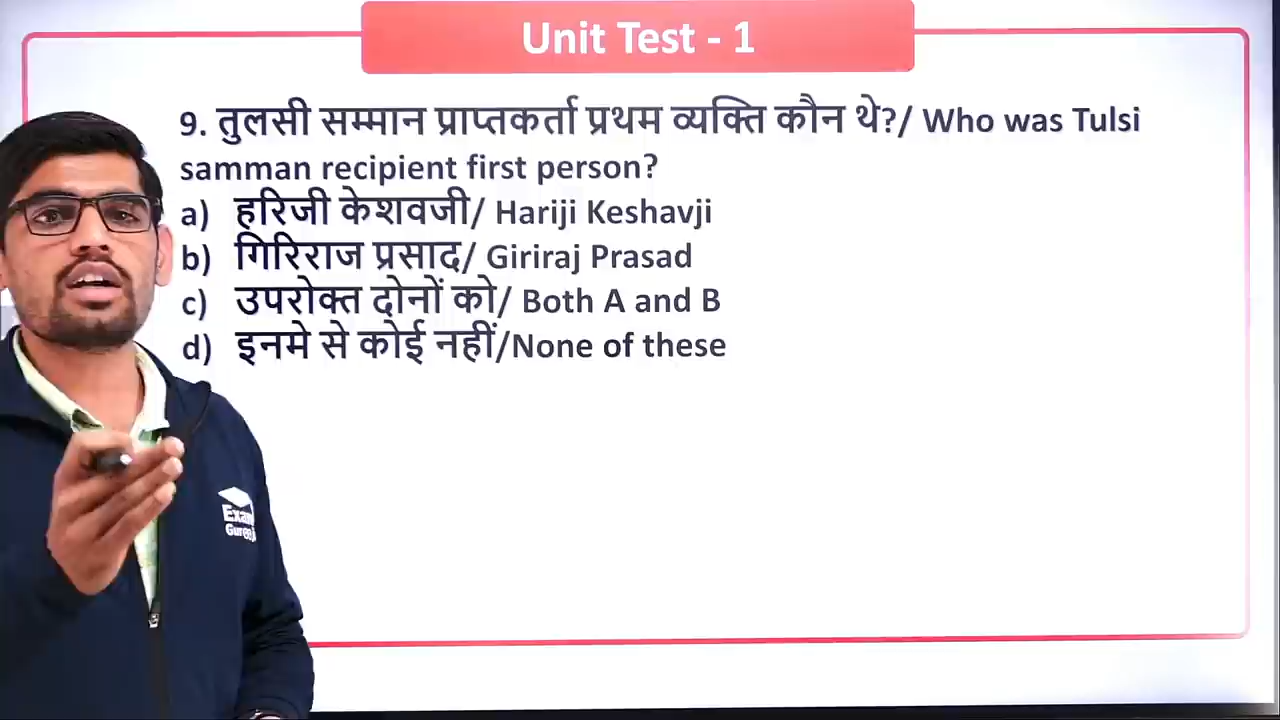 Unit Test - 1
9. तुलसी सम्मान प्राप्तकर्ता प्रथम व्यक्ति कौन थे?/ Who was Tulsi
samman recipient first person?
a) हरिजी केशवजी/ Hariji Keshavji
b) गिरिराज प्रसाद/ Giriraj Prasad
c) उपरोक्त दोनों को/ Both A and B
d) इनमे से कोई नहीं/None of these
Exam